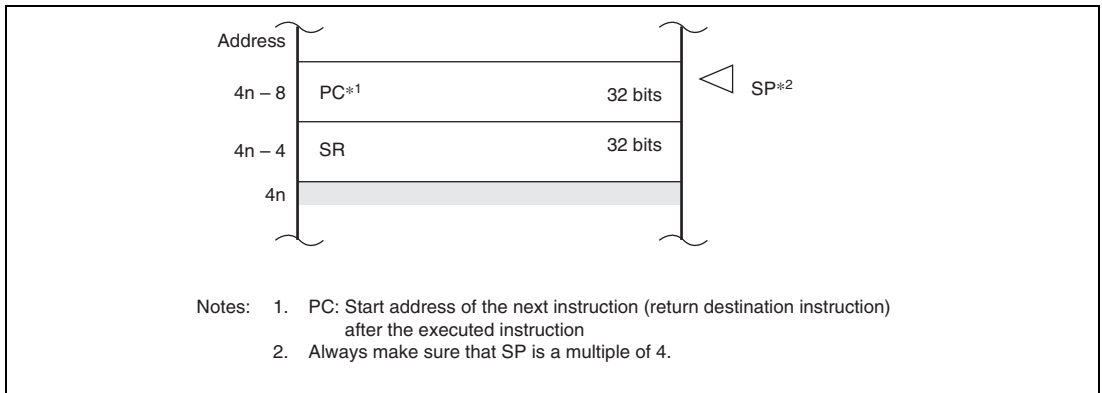 Address
4n – 8 PC*1 32 bits SP*2
4n – 4 SR 32 bits
4n
Notes: 1. PC: Start address of the next instruction (return destination instruction)
after the executed instruction
2. Always make sure that SP is a multiple of 4.